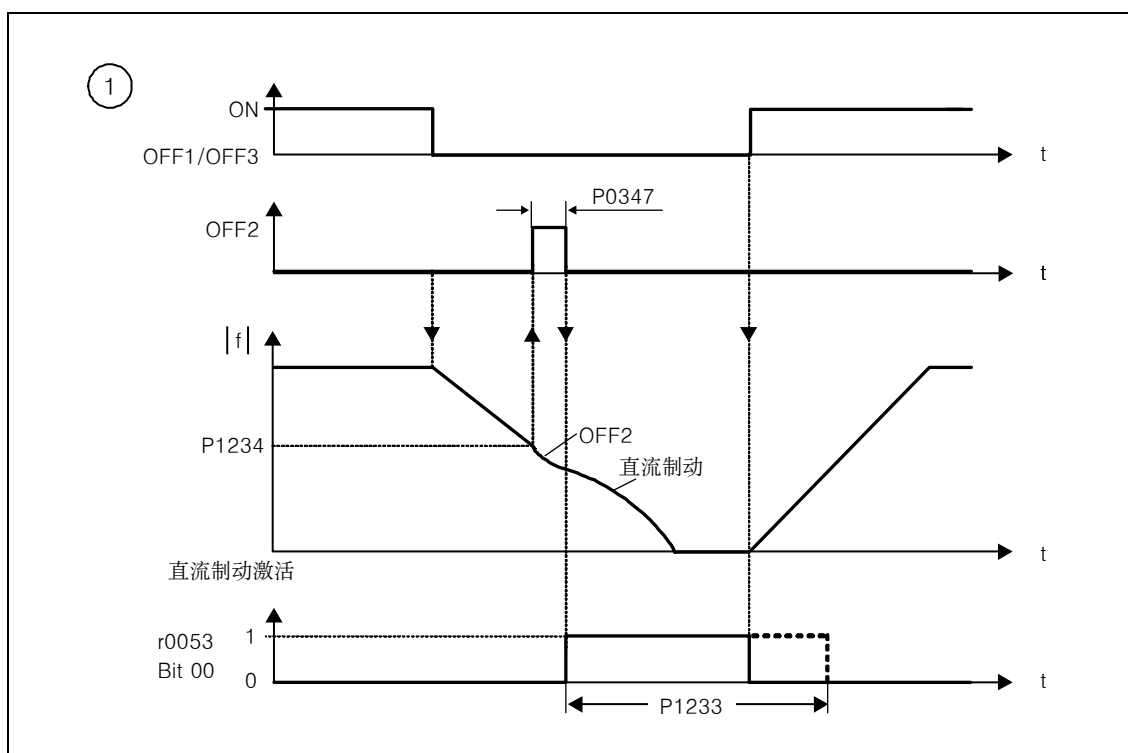 1
ON
OFF1/OFF3
t
P0347
OFF2
t
|f|
P1234
OFF2
直流制动
t
直流制动激活
r0053
Bit 00
1
0
t
P1233